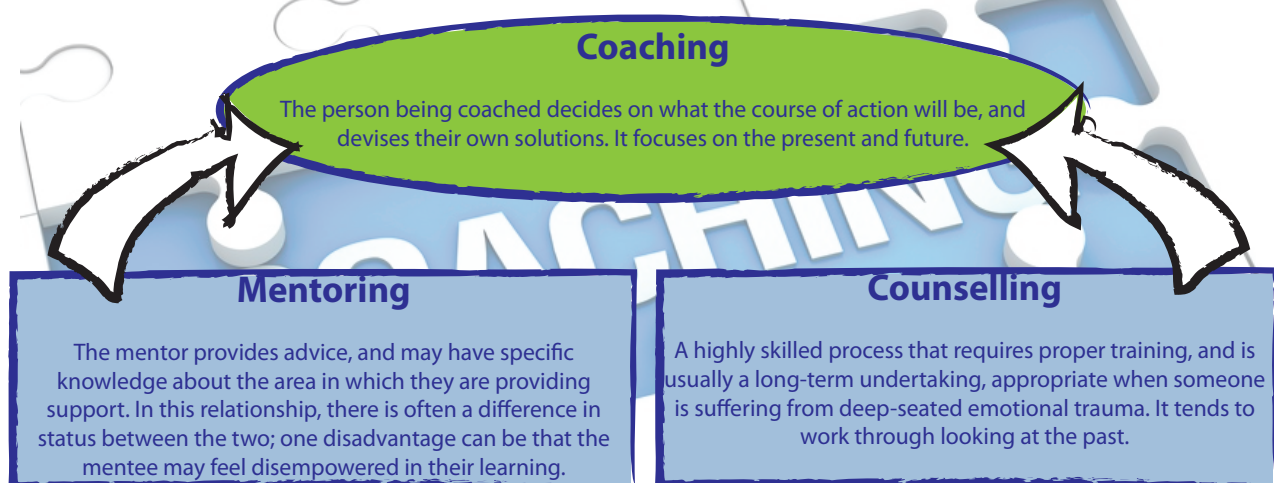 Coaching
The person being coached decides on what the course of action will be, and
devises their own solutions. It focuses on the present and future.
COACHING
Mentoring
The mentor provides advice, and may have specific
knowledge about the area in which they are providing
support. In this relationship, there is often a difference in
status between the two; one disadvantage can be that the
mentee may feel disempowered in their learning.
Counselling
A highly skilled process that requires proper training, and is
usually a long-term undertaking, appropriate when someone
is suffering from deep-seated emotional trauma. It tends to
work through looking at the past.